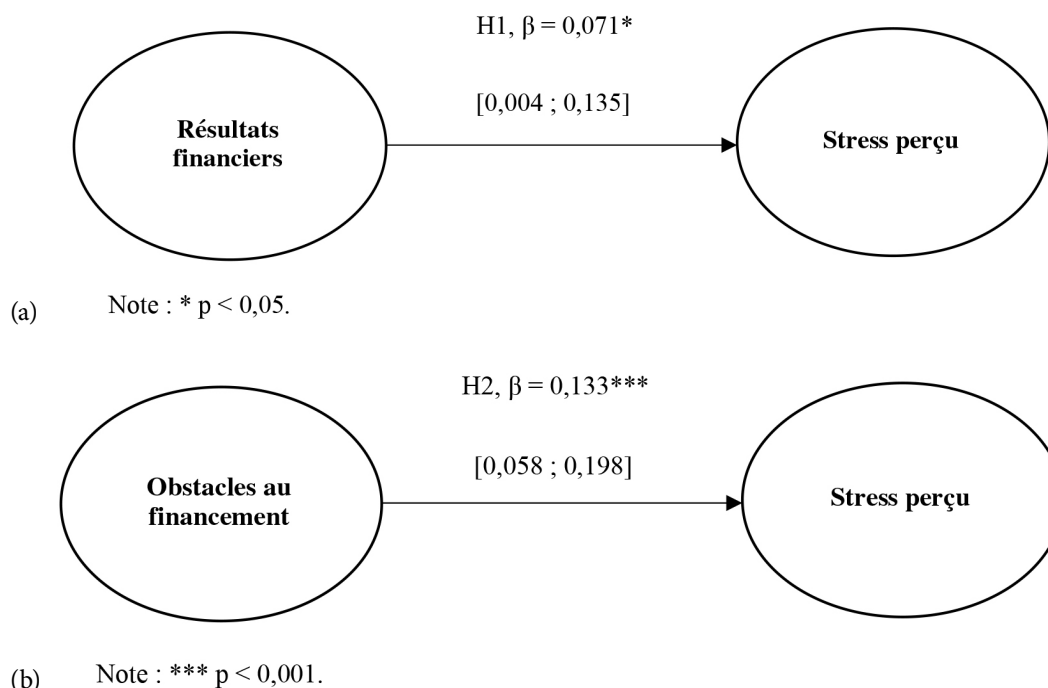 H1, β = 0,071*
[0,004 ; 0,135]
Résultats
financiers
Stress perçu
(a) Note : * p < 0,05.
H2, β = 0,133***
[0,058 ; 0,198]
Obstacles au
financement
Stress perçu
(b) Note : *** p < 0,001.